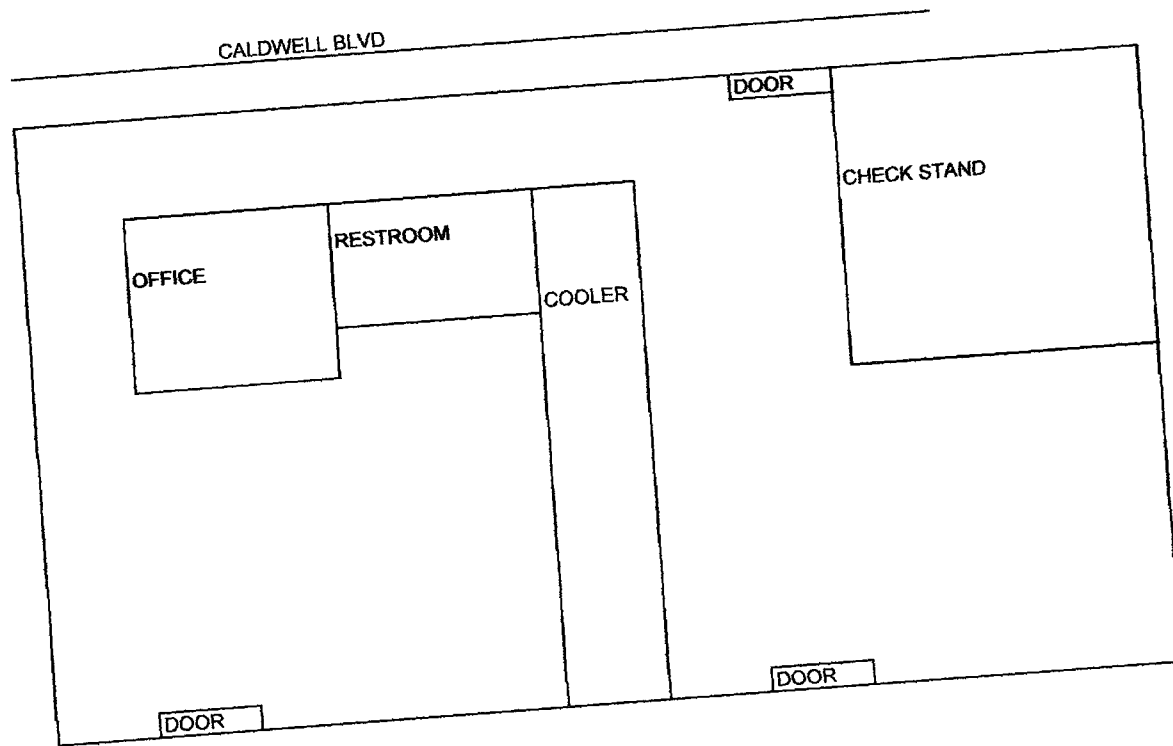 CALDWELL BLVD
DOOR
CHECK STAND
RESTROOM
OFFICE
COOLER
DOOR
DOOR